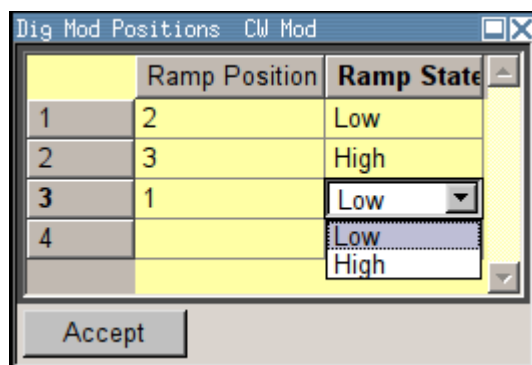 Dig Mod Positions CW Mod
Ramp Position Ramp State
1 2 Low
2 3 High
3 1 Low
4 Low
High
Accept